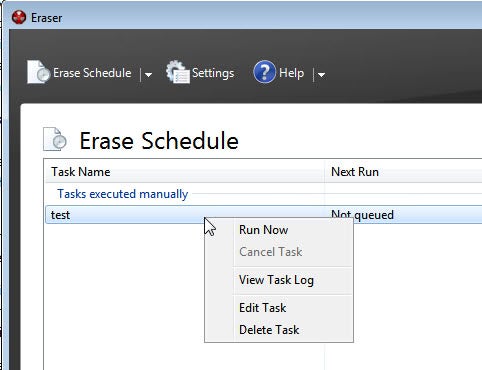 Eraser
Erase Schedule Settings Help
Erase Schedule
Task Name Next Run
Tasks executed manually
test Not queued
Run Now
Cancel Task
View Task Log
Edit Task
Delete Task